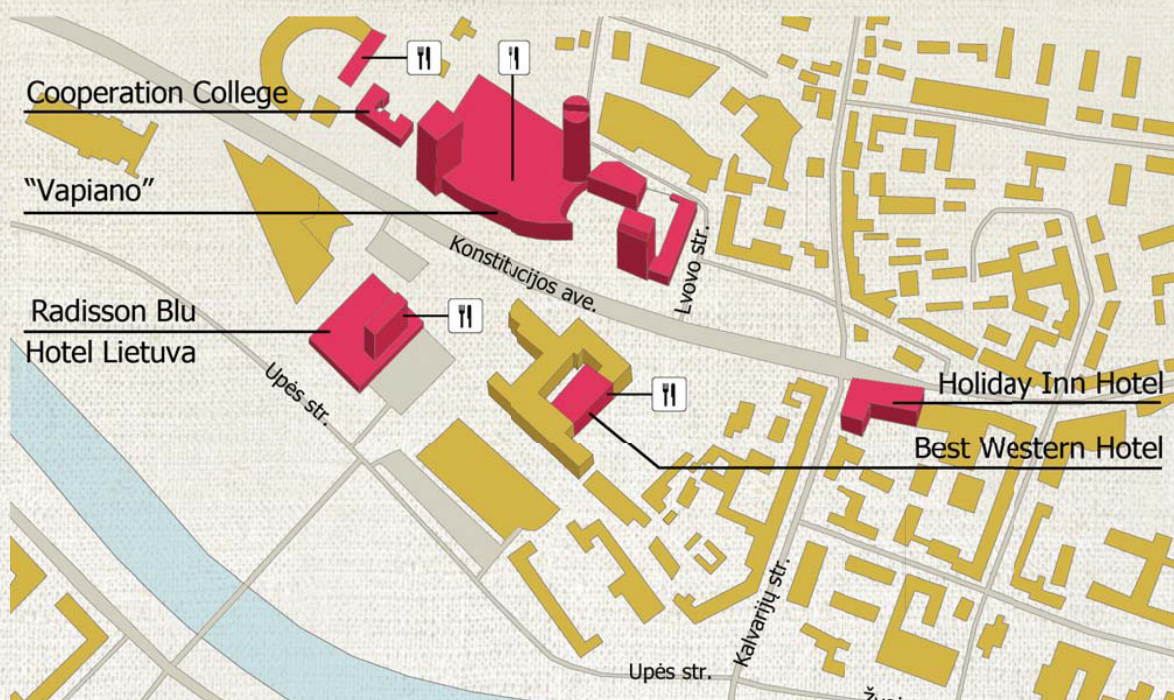 Cooperation College
“Vapiano”
Konstitucijos ave.
Lvovo str.
Radisson Blu
Hotel Lietuva
Upės str.
Holiday Inn Hotel
Best Western Hotel
Kalvarijų str.
Upės str.